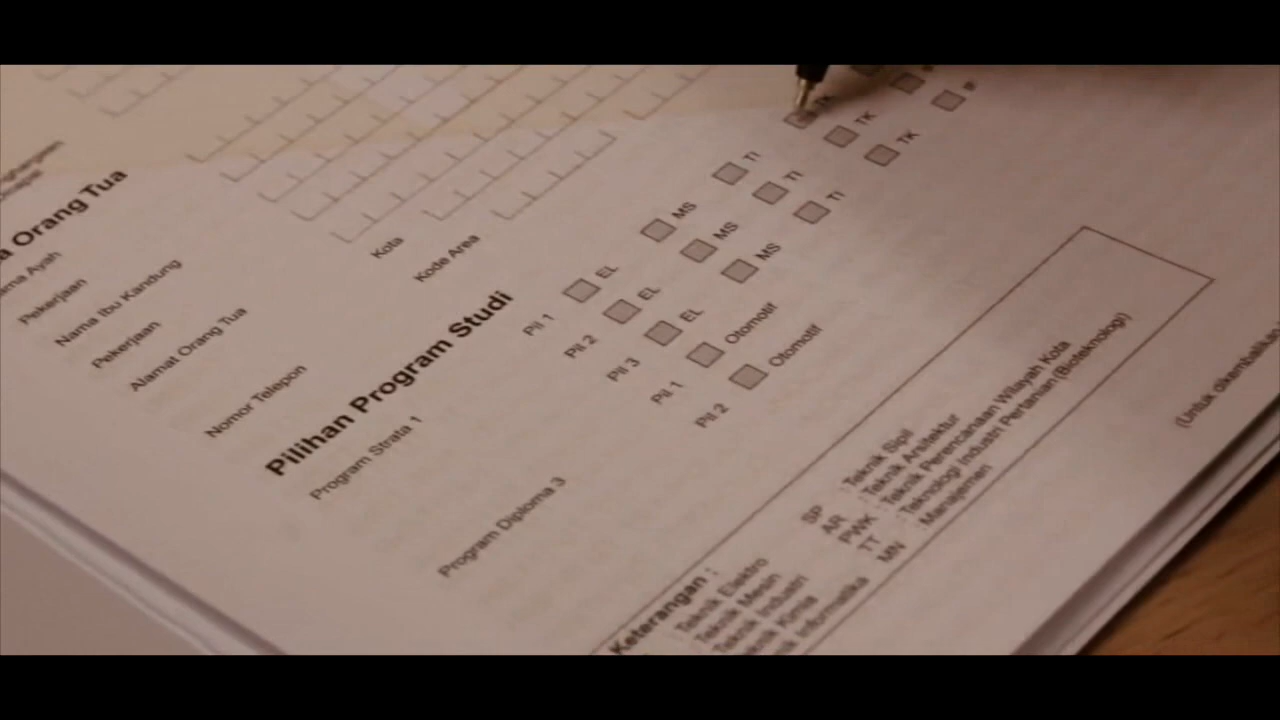 Orang Tua
Ayah
Pekerjaan
Nama Ibu Kandung
Pekerjaan
Alamat Orang Tua
Kota
Kode Area
Nomor Telepon
Pilihan Program Studi
Program Strata 1
Pil 1 EL MS TI TK
Pil 2 EL MS TI TK
Pil 3 EL MS TI TK
Program Diploma 3
Pil 1 Otomotif
Pil 2 Otomotif
Keterangan :
Teknik Elektro
Teknik Mesin
Teknik Industri
Kimia
Informatika
SP : Teknik Sipil
AR : Teknik Arsitektur
PWK : Teknik Perencanaan Wilayah Kota
TT : Teknologi Industri Pertanian (Bioteknologi)
MN : Manajemen
(Untuk dikembalikan